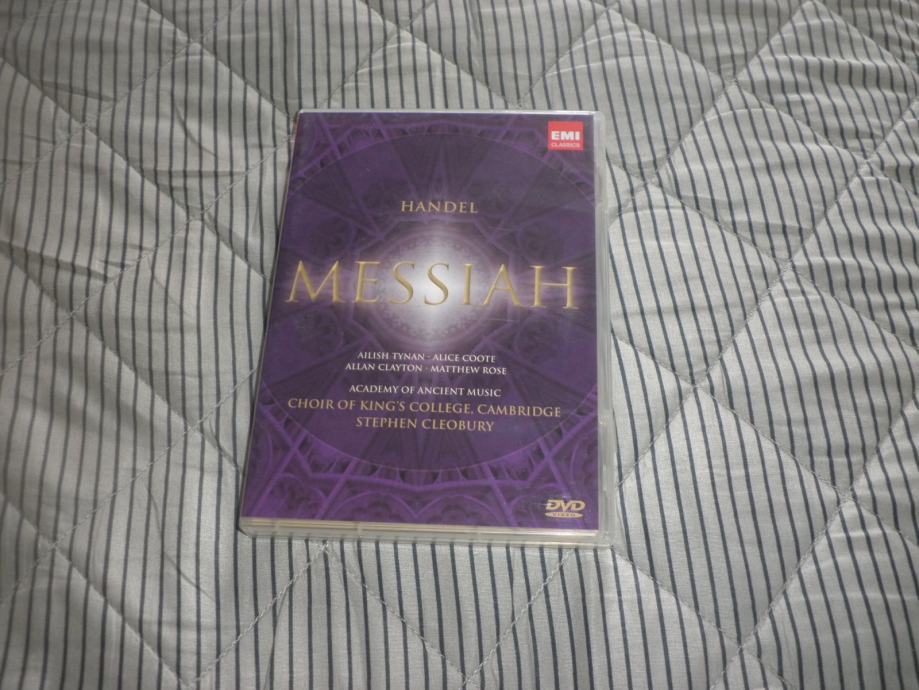 EMI
CLASSICS
HANDEL
MESSIAH
AILISH TYNAN · ALICE COOTE
ALLAN CLAYTON · MATTHEW ROSE
ACADEMY OF ANCIENT MUSIC
CHOIR OF KING'S COLLEGE, CAMBRIDGE
STEPHEN CLEOBURY
DVD
VIDEO